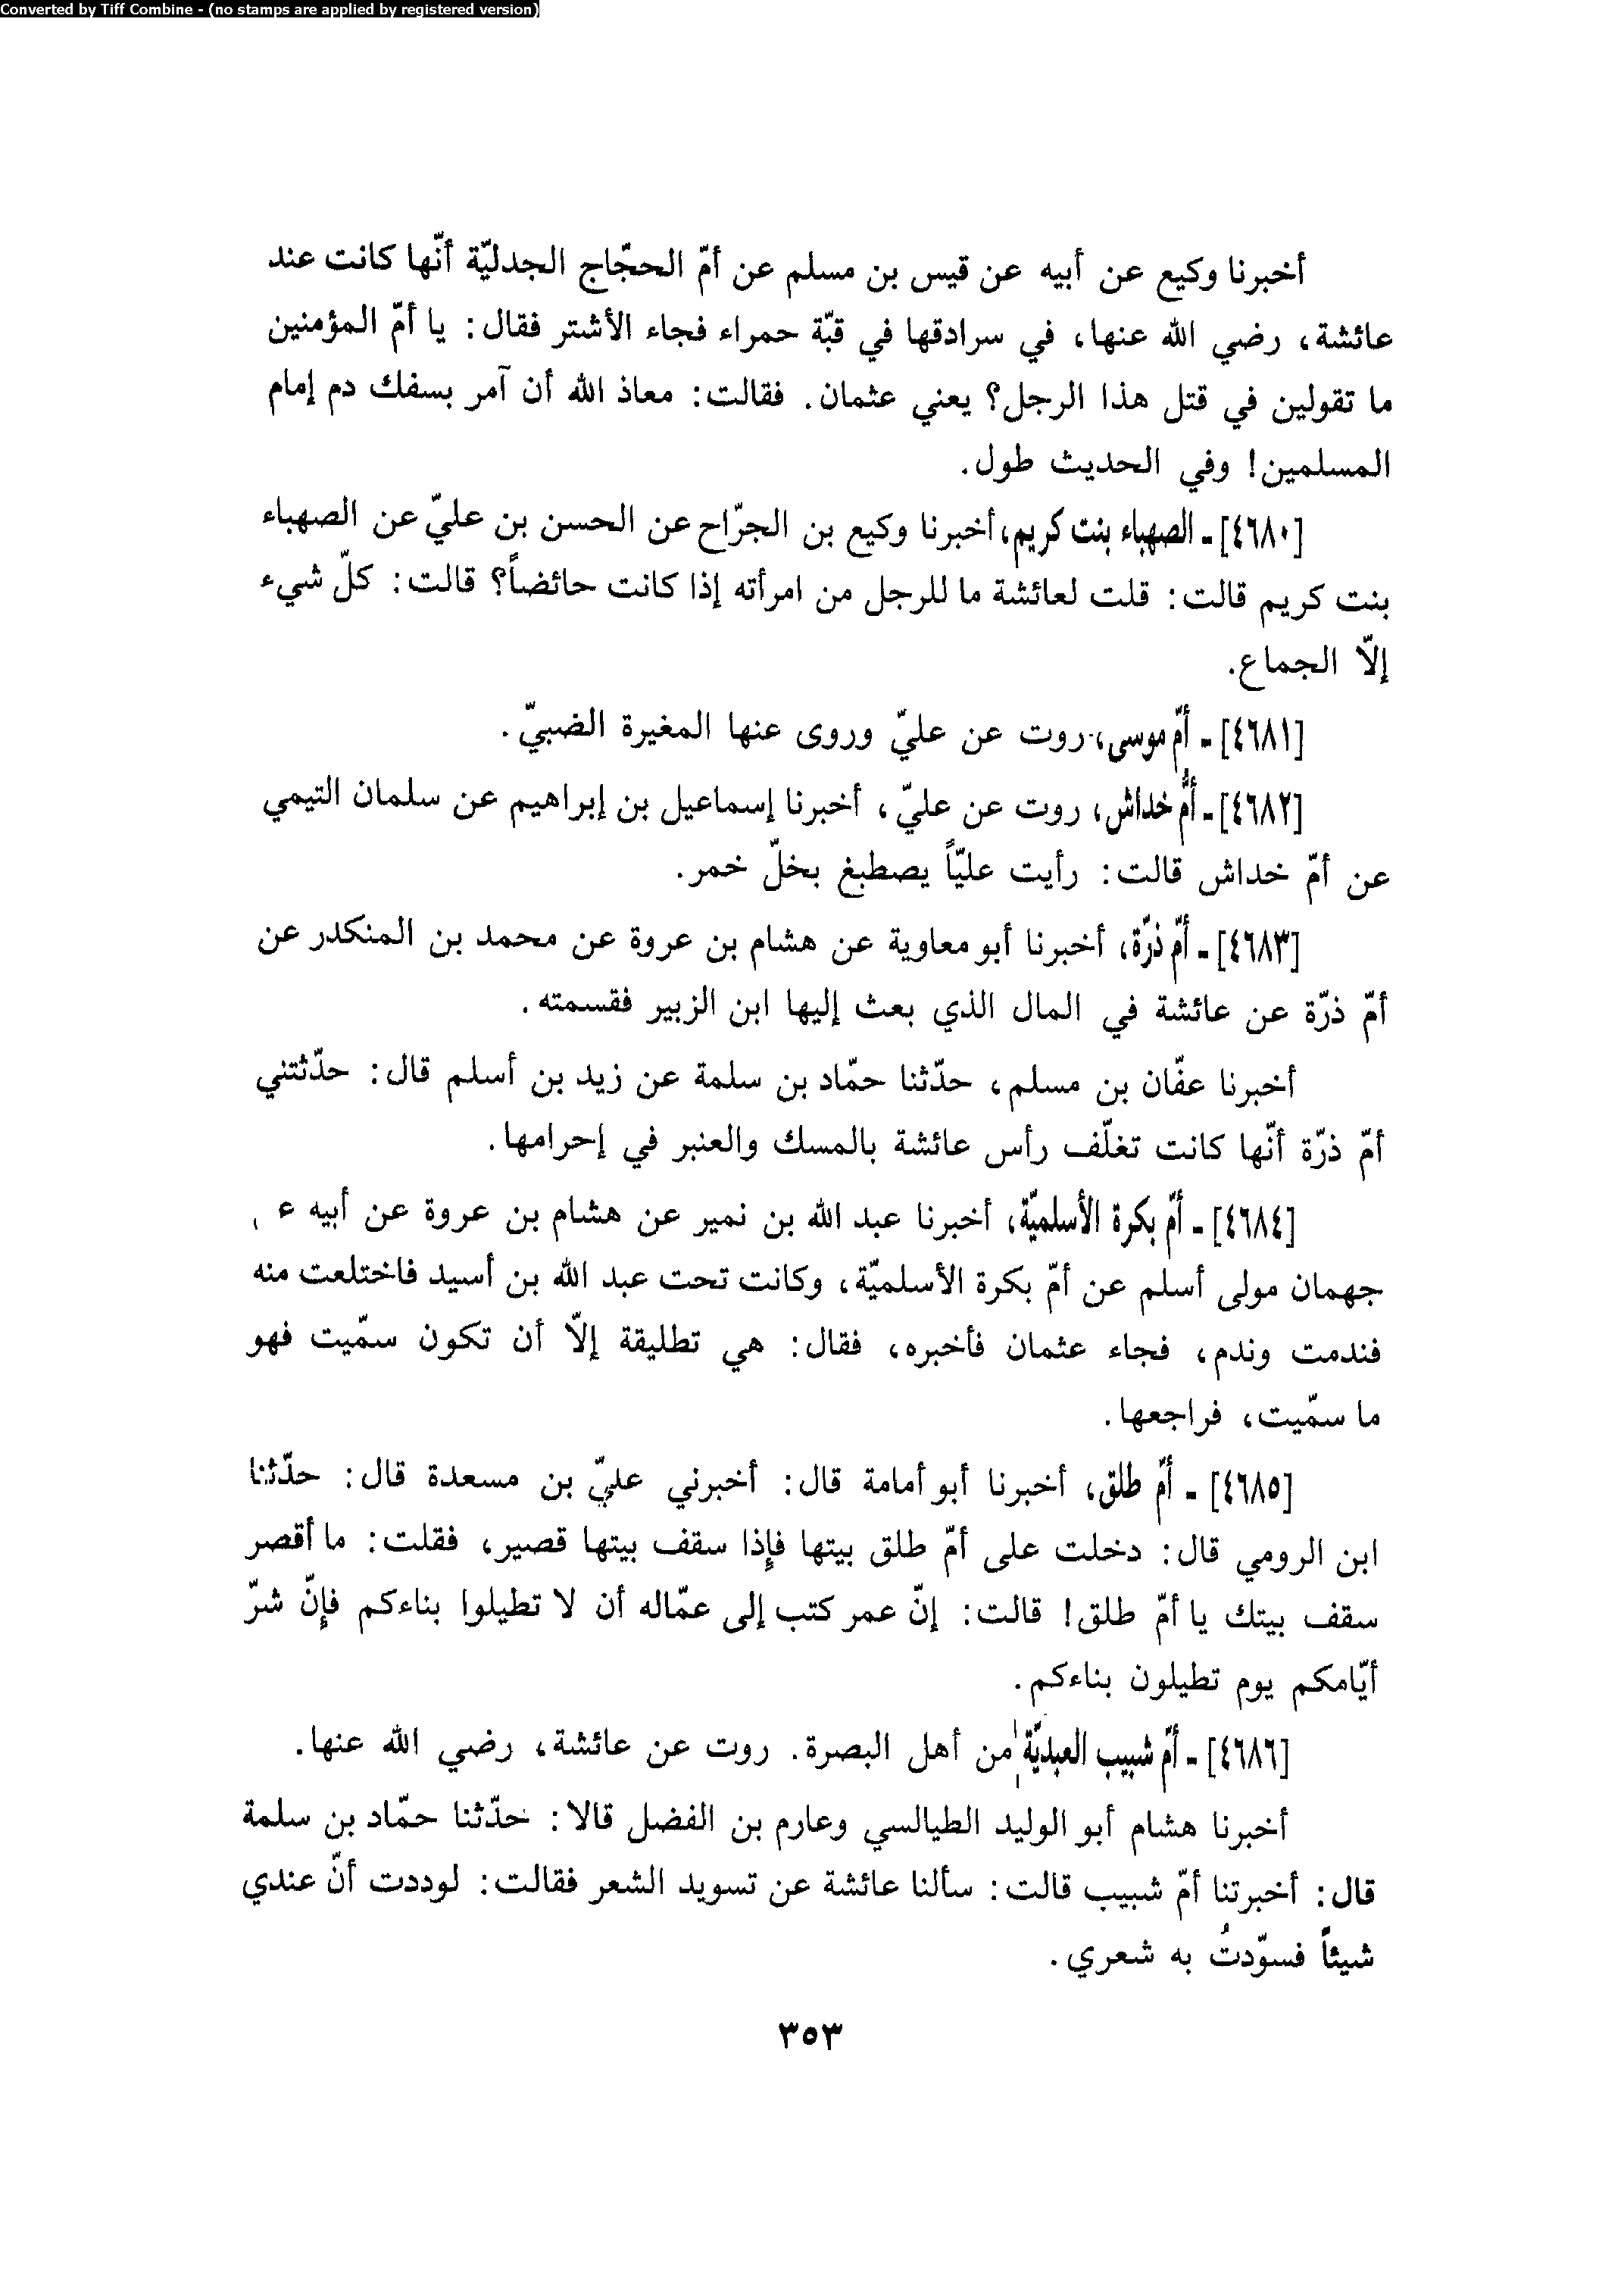 Converted by Tiff Combine - (no stamps are applied by registered version)
أخبرنا وكيع عن أبيه عن قيس بن مسلم عن أمّ الحجّاج الجدليّة أنّها كانت عند
عائشة، رضي الله عنها، في سرادقها في قبّة حمراء فجاء الأشتر فقال: يا أمّ المؤمنين
ما تقولين في قتل هذا الرجل؟ يعني عثمان. فقالت: معاذ الله أن آمر بسفك دم إمام
المسلمين! وفي الحديث طول.
[٤٦٨٠] - الصهباء بنت كريم، أخبرنا وكيع بن الجرّاح عن الحسن بن عليّ عن الصهباء
بنت كريم قالت: قلت لعائشة ما للرجل من امرأته إذا كانت حائضاً؟ قالت: كلّ شيء
إلّا الجماع.
[٤٦٨١] - أمّ موسى، روت عن عليّ وروى عنها المغيرة الضبيّ.
[٤٦٨٢] - أمُّ خداش، روت عن عليّ، أخبرنا إسماعيل بن إبراهيم عن سلمان التيمي
عن أمّ خداش قالت: رأيت عليّاً يصطبغ بخلّ خمر.
[٤٦٨٣] - أمّ ذرّة، أخبرنا أبو معاوية عن هشام بن عروة عن محمد بن المنكدر عن
أمّ ذرّة عن عائشة في المال الذي بعث إليها ابن الزبير فقسمته.
أخبرنا عفّان بن مسلم، حدّثنا حمّاد بن سلمة عن زيد بن أسلم قال: حدّثتني
أمّ ذرّة أنّها كانت تغلّف رأس عائشة بالمسك والعنبر في إحرامها.
[٤٦٨٤] - أمّ بكرة الأسلميّة، أخبرنا عبد الله بن نمير عن هشام بن عروة عن أبيه
جهمان مولى أسلم عن أمّ بكرة الأسلميّة، وكانت تحت عبد الله بن أسيد فاختلعت منه
فندمت وندم، فجاء عثمان فأخبره، فقال: هي تطليقة إلّا أن تكون سمّيت فهو
ما سمّيت، فراجعها.
[٤٦٨٥] - أمّ طلق، أخبرنا أبو أمامة قال: أخبرني عليّ بن مسعدة قال: حدّثنا
ابن الرومي قال: دخلت على أمّ طلق بيتها فإذا سقف بيتها قصير، فقلت: ما أقصر
سقف بيتك يا أمّ طلق! قالت: إنّ عمر كتب إلى عمّاله أن لا تطيلوا بناءكم فإنّ شرّ
أيّامكم يوم تطيلون بناءكم.
[٤٦٨٦] - أمّ شبيب العبديّة من أهل البصرة. روت عن عائشة، رضي الله عنها.
أخبرنا هشام أبو الوليد الطيالسي وعارم بن الفضل قالا: حدّثنا حمّاد بن سلمة
قال: أخبرتنا أمّ شبيب قالت: سألنا عائشة عن تسويد الشعر فقالت: لوددت أنّ عندي
شيئاً فسوّدتُ به شعري.
٣٥٣